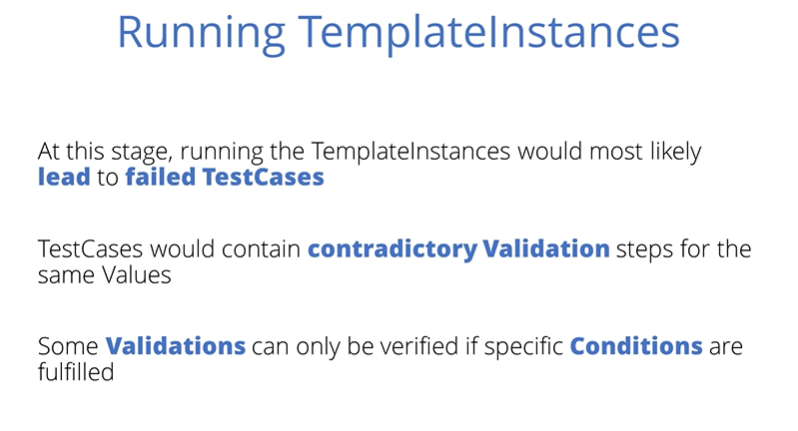 Running TemplateInstances
At this stage, running the TemplateInstances would most likely
lead to failed TestCases
TestCases would contain contradictory Validation steps for the
same Values
Some Validations can only be verified if specific Conditions are
fulfilled